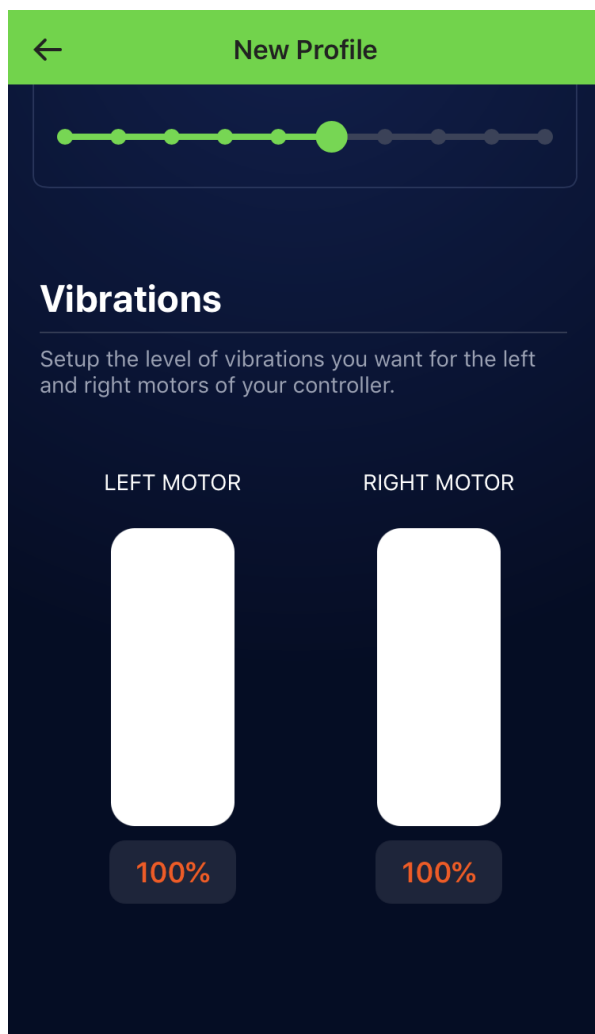 New Profile
Vibrations
Setup the level of vibrations you want for the left
and right motors of your controller.
LEFT MOTOR
RIGHT MOTOR
100%
100%